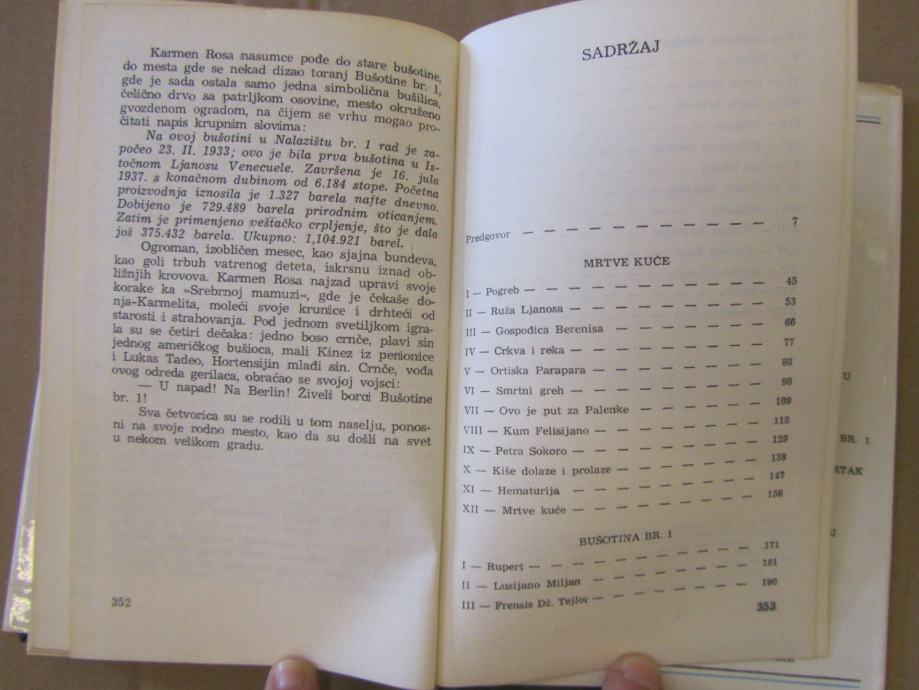 Karmen Rosa nasumce pođe do stare bušotine,
do mesta gde se nekad dizao toranj Bušotine br. 1,
gde je sada ostala samo jedna simbolična bušilica,
čelično drvo sa patrljkom osovine, mesto okruženo
gvozdenom ogradom, na čijem se vrhu mogao pro-
čitati napis krupnim slovima:
Na ovoj bušotini u Nalazištu br. 1 rad je za-
počeo 23. II. 1933; ovo je bila prva bušotina u Is-
točnom Ljanosu Venecuele. Završena je 16. jula
1937. s konačnom dubinom od 6.184 stope. Početna
proizvodnja iznosila je 1.327 barela nafte dnevno.
Dobijeno je 729.489 barela prirodnim oticanjem.
Zatim je primenjeno veštačko crpljenje, što je dalo
još 375.432 barela. Ukupno: 1,104.921 barel.
Ogroman, izobličen mesec, kao sjajna bundeva,
kao goli trbuh vatrenog deteta, iskrsnu iznad ob-
ližnjih krovova. Karmen Rosa najzad upravi svoje
korake ka »Srebrnoj mamuzi«, gde je čekaše do-
nja-Karmelita, moleći svoje krunice i drhteći od
starosti i strahovanja. Pod jednom svetiljkom igra-
la su se četiri dečaka: jedno boso crnče, plavi sin
jednog američkog bušioca, mali Kinez iz perionice
i Lukas Tadeo, Hortensijin mlađi sin. Crnče, vođa
ovog odreda gerilaca, obraćao se svojoj vojsci:
— U napad! Na Berlin! Živeli borci Bušotine
br. 1!
Sva četvorica su se rodili u tom naselju, ponos-
ni na svoje rodno mesto, kao da su došli na svet
u nekom velikom gradu.
352
SADRŽAJ
Predgovor — — — — — — — — — — 7
MRTVE KUĆE
I — Pogreb — — — — — — — — — 45
II — Ruža Ljanosa — — — — — — — 53
III — Gospođica Berenisa — — — — — 66
IV — Crkva i reka — — — — — — — 77
V — Ortiska Parapara — — — — — — 88
VI — Smrtni greh — — — — — — — 98
VII — Ovo je put za Palenke — — — — 109
VIII — Kum Felisijano — — — — — — 118
IX — Petra Sokoro — — — — — — — 129
X — Kiše dolaze i prolaze — — — — — 138
XI — Hematurija — — — — — — — 147
XII — Mrtve kuće — — — — — — — 156
BUŠOTINA BR. 1
I — Rupert — — — — — — — — — 171
II — Lusijano Miljan — — — — — — 181
III — Frensis Dž. Tejlor — — — — — — 190
353
BR. 1